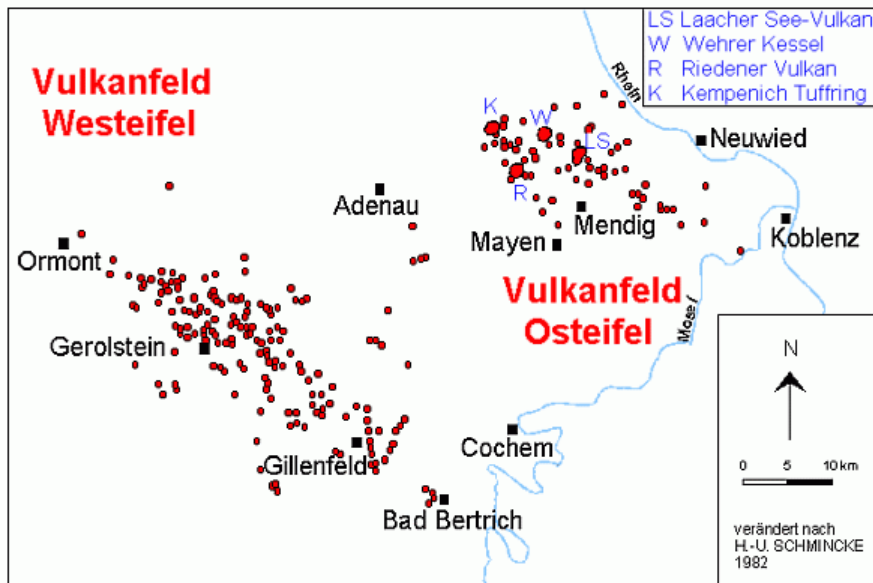 LS Laacher See-Vulkan
W Wehrer Kessel
R Riedener Vulkan
K Kempenich Tuffring
Vulkanfeld
Westeifel
Rhein
K
W
LS
R
Neuwied
Adenau
Mendig
Koblenz
Mayen
Ormont
Vulkanfeld
Osteifel
Mosel
Gerolstein
N
Cochem
Gillenfeld
0 5 10 km
Bad Bertrich
verändert nach
H.-U. SCHMINCKE
1982